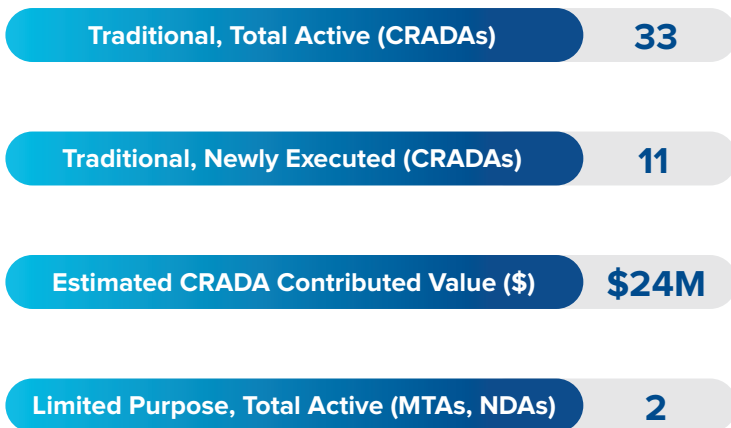 Traditional, Total Active (CRADAs) 33
Traditional, Newly Executed (CRADAs) 11
Estimated CRADA Contributed Value ($) $24M
Limited Purpose, Total Active (MTAs, NDAs) 2